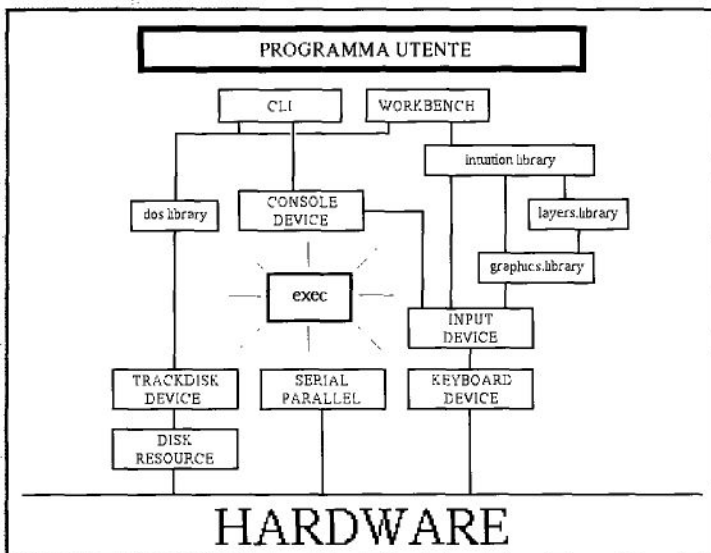 PROGRAMMA UTENTE
CLI
WORKBENCH
intuition library
dos library
CONSOLE
DEVICE
layers.library
graphics.library
exec
INPUT
DEVICE
TRACKDISK
DEVICE
SERIAL
PARALLEL
KEYBOARD
DEVICE
DISK
RESOURCE
HARDWARE